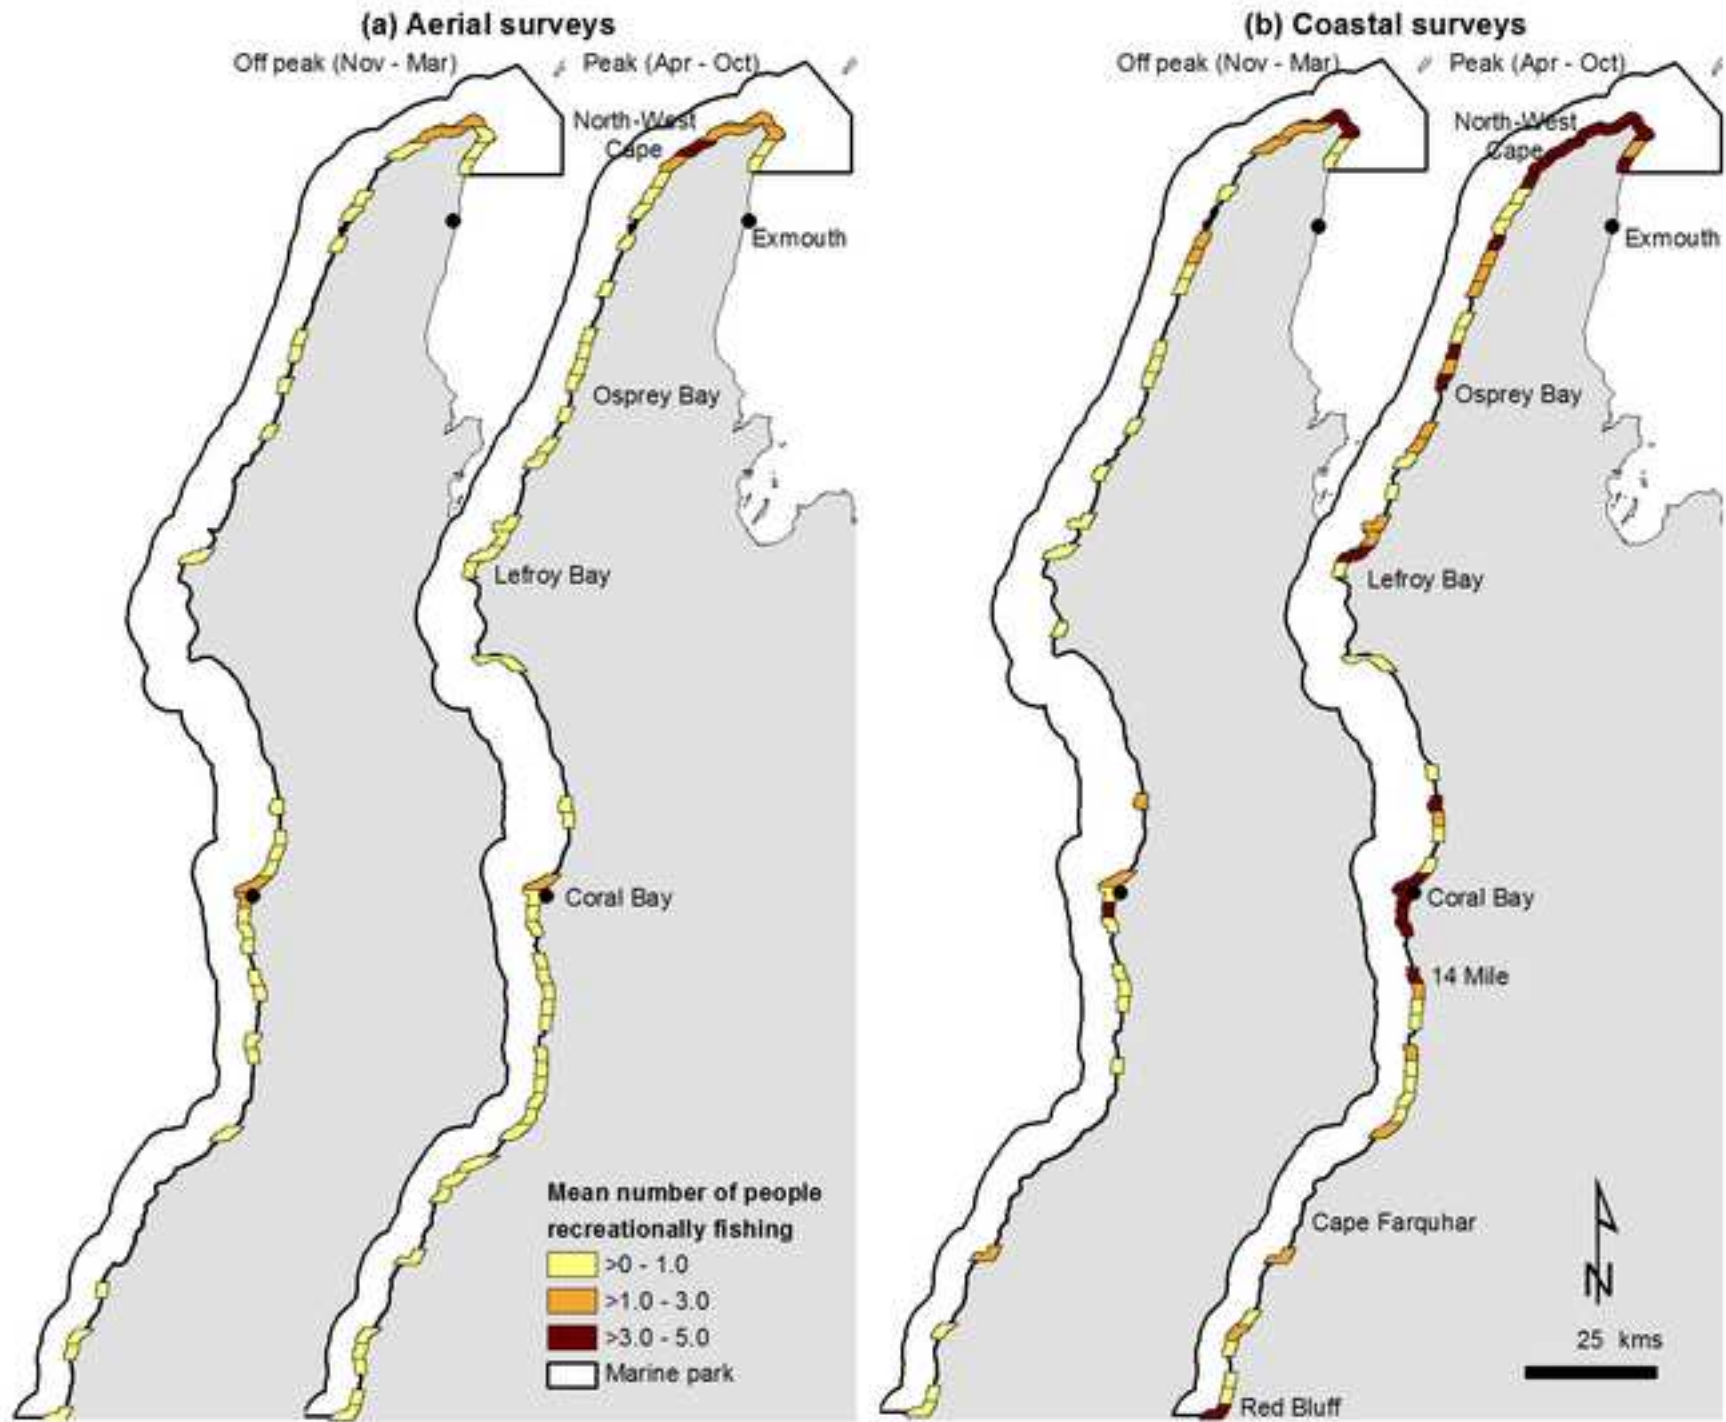 (a) Aerial surveys
Off peak (Nov - Mar)
Peak (Apr - Oct)
North-West
Cape
Exmouth
Osprey Bay
Lefroy Bay
Coral Bay
Mean number of people
recreationally fishing
>0 - 1.0
>1.0 - 3.0
>3.0 - 5.0
Marine park
(b) Coastal surveys
Off peak (Nov - Mar)
Peak (Apr - Oct)
North-West
Cape
Exmouth
Osprey Bay
Lefroy Bay
Coral Bay
14 Mile
Cape Farquhar
N
25 kms
Red Bluff